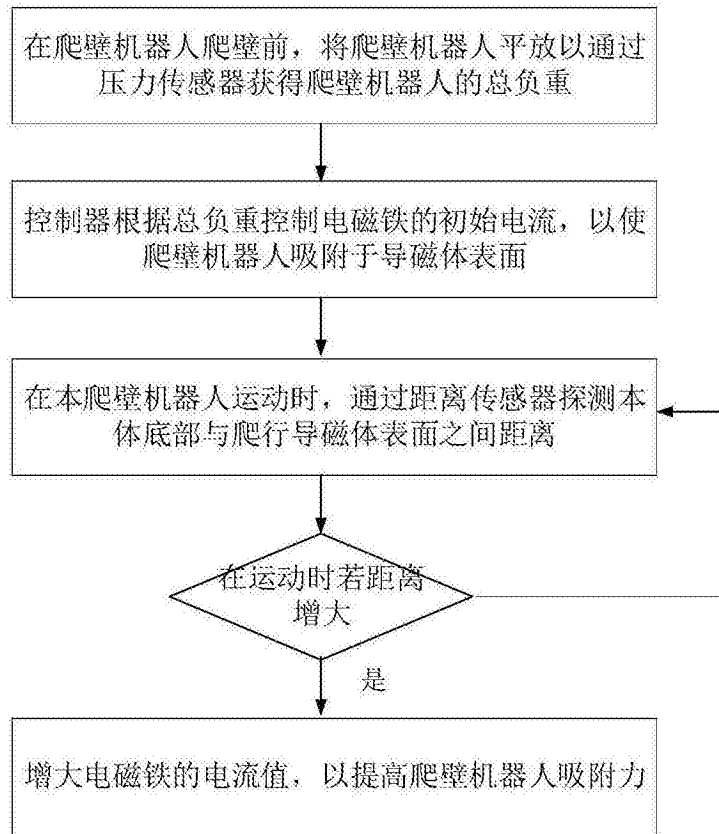 在爬壁机器人爬壁前，将爬壁机器人平放以通过
压力传感器获得爬壁机器人的总负重
控制器根据总负重控制电磁铁的初始电流，以使
爬壁机器人吸附于导磁体表面
在本爬壁机器人运动时，通过距离传感器探测本
体底部与爬行导磁体表面之间距离
在运动时若距离
增大
是
增大电磁铁的电流值，以提高爬壁机器人吸附力